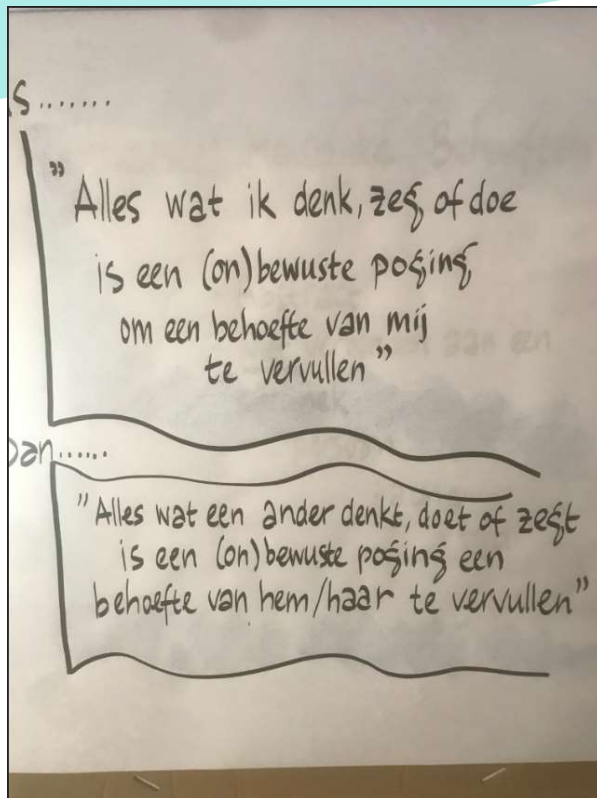 s.......
"Alles wat ik denk, zeg, of doe
is een (on)bewuste poging
om een behoefte van mij
te vervullen"
Dan......
"Alles wat een ander denkt, doet of zegt
is een (on)bewuste poging een
behoefte van hem/haar te vervullen"